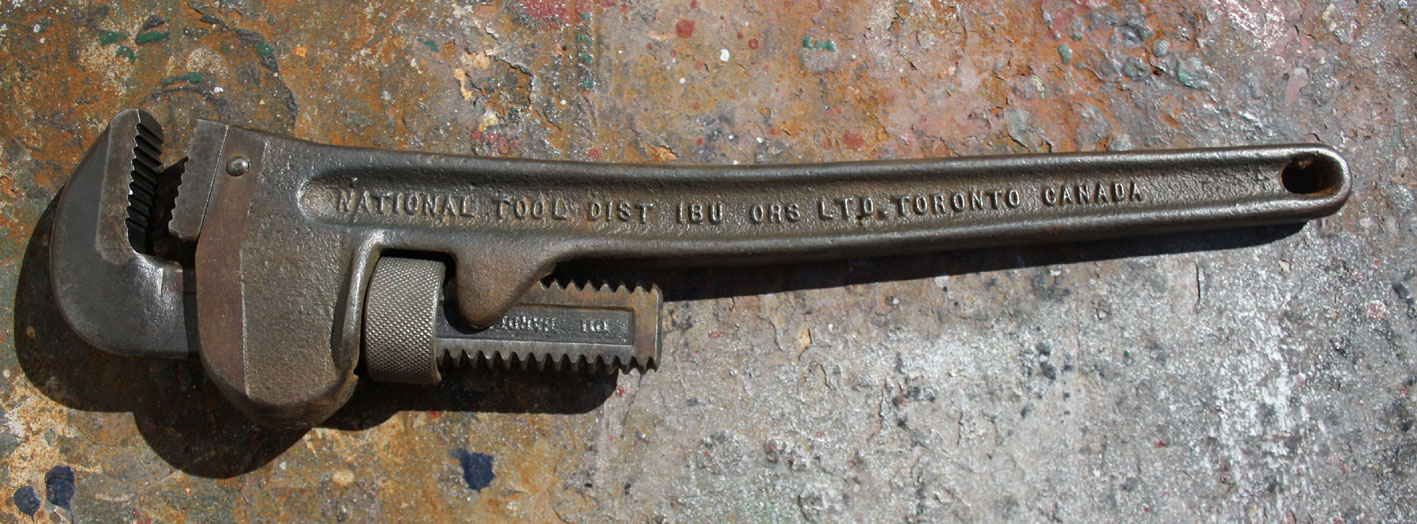 NATIONAL TOOL DIST IBU ORS LTD. TORONTO CANADA